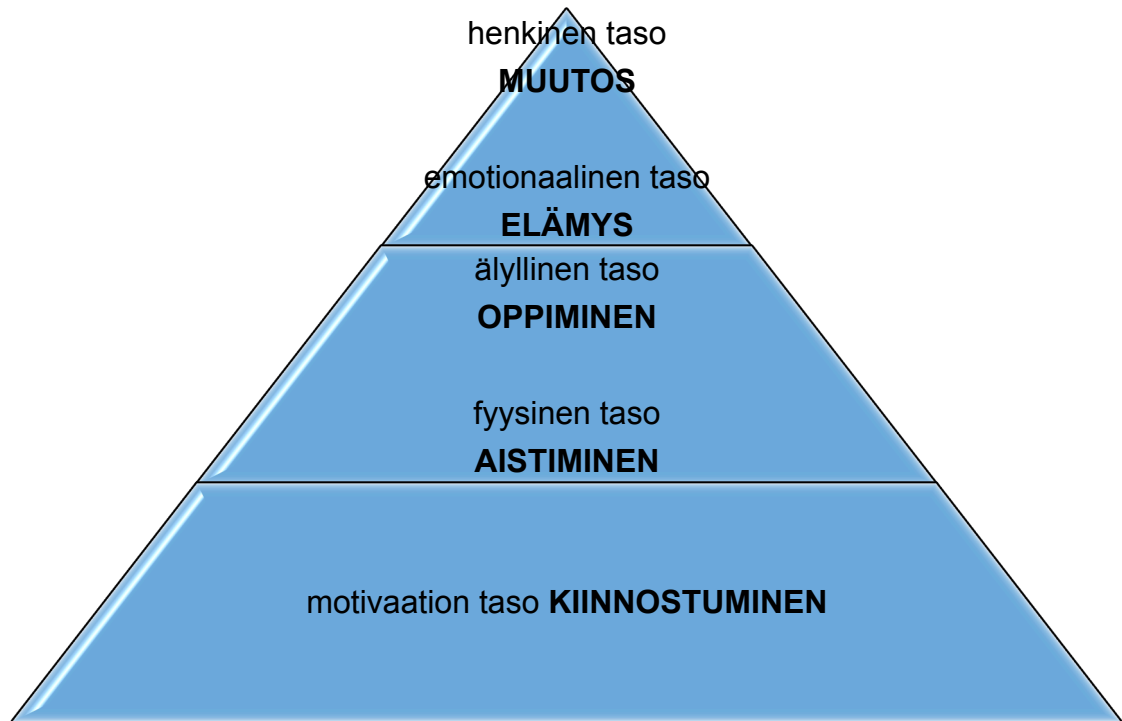 henkinen taso
MUUTOS
emotionaalinen taso
ELÄMYS
älyllinen taso
OPPIMINEN
fyysinen taso
AISTIMINEN
motivaation taso KIINNOSTUMINEN